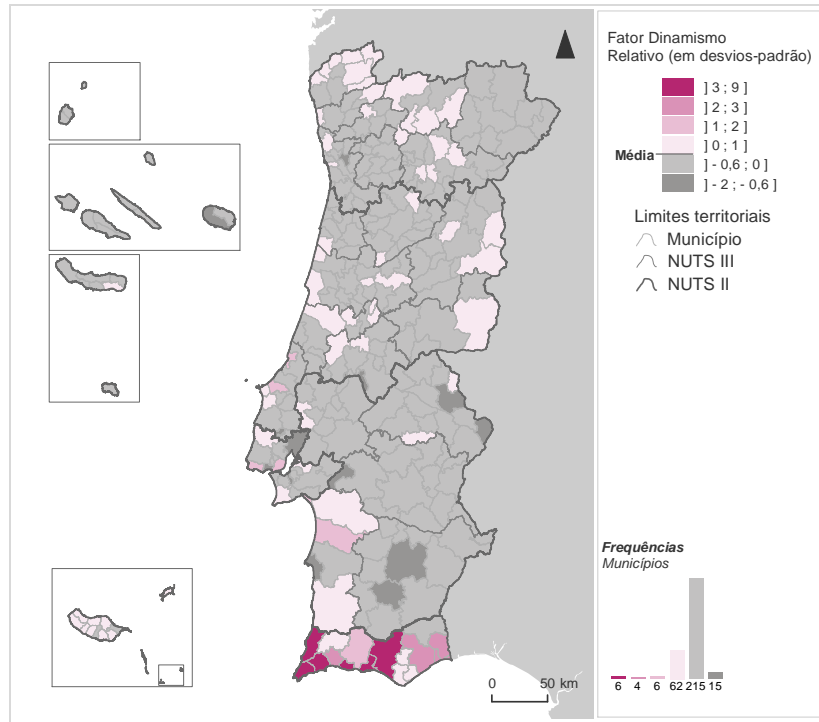 Fator Dinamismo
Relativo (em desvios-padrão)
] 3 ; 9 ]
] 2 ; 3 ]
] 1 ; 2 ]
] 0 ; 1 ]
Média
] - 0,6 ; 0 ]
] -2 ; - 0,6 ]
Limites territoriais
Município
NUTS III
NUTS II
Frequências
Municípios
6 4 6 62 215 15
0 50 km